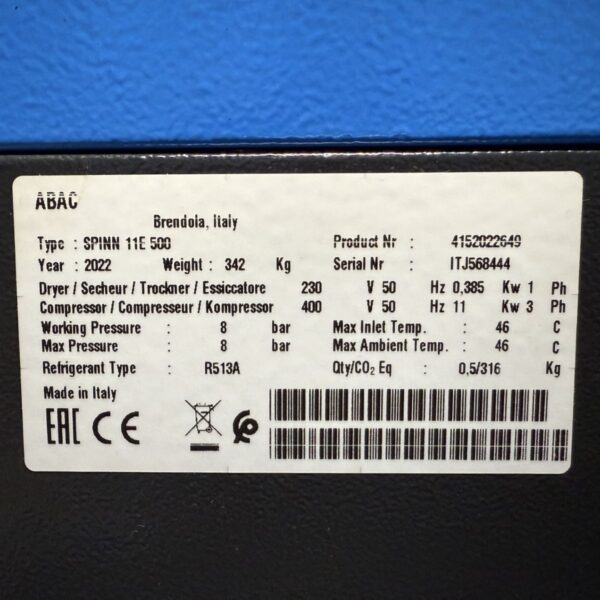 ABAC
Brendola, Italy
Type : SPINN 11E 500 Product Nr : 4152022649
Year : 2022 Weight : 342 Kg Serial Nr : ITJ568444
Dryer / Secheur / Trockner / Essiccatore 230 V 50 Hz 0,385 Kw 1 Ph
Compressor / Compresseur / Kompressor 400 V 50 Hz 11 Kw 3 Ph
Working Pressure : 8 bar Max Inlet Temp. : 46 C
Max Pressure : 8 bar Max Ambient Temp. : 46 C
Refrigerant Type : R513A Qty/CO₂ Eq : 0,5/316 Kg
Made in Italy
EAC CE